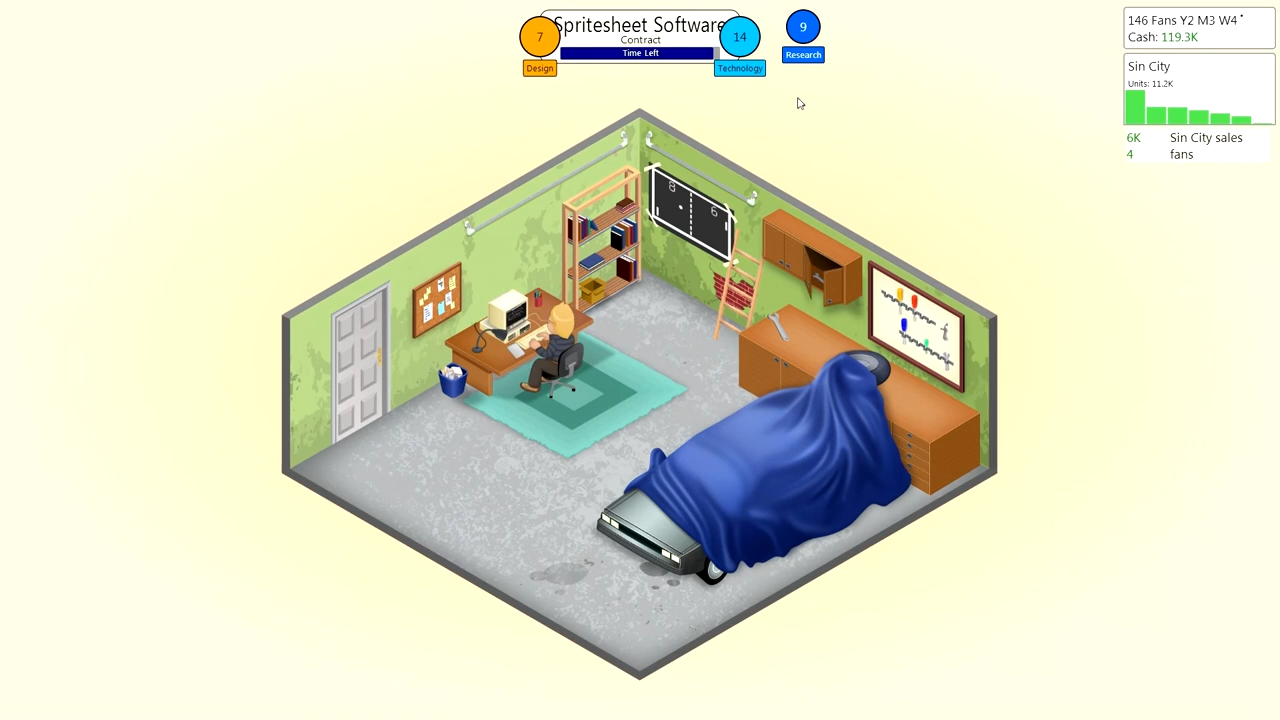 Spritesheet Software
Contract
Time Left
7
Design
14
Technology
9
Research
146 Fans Y2 M3 W4
Cash: 119.3K
Sin City
Units: 11.2K
6K Sin City sales
4 fans